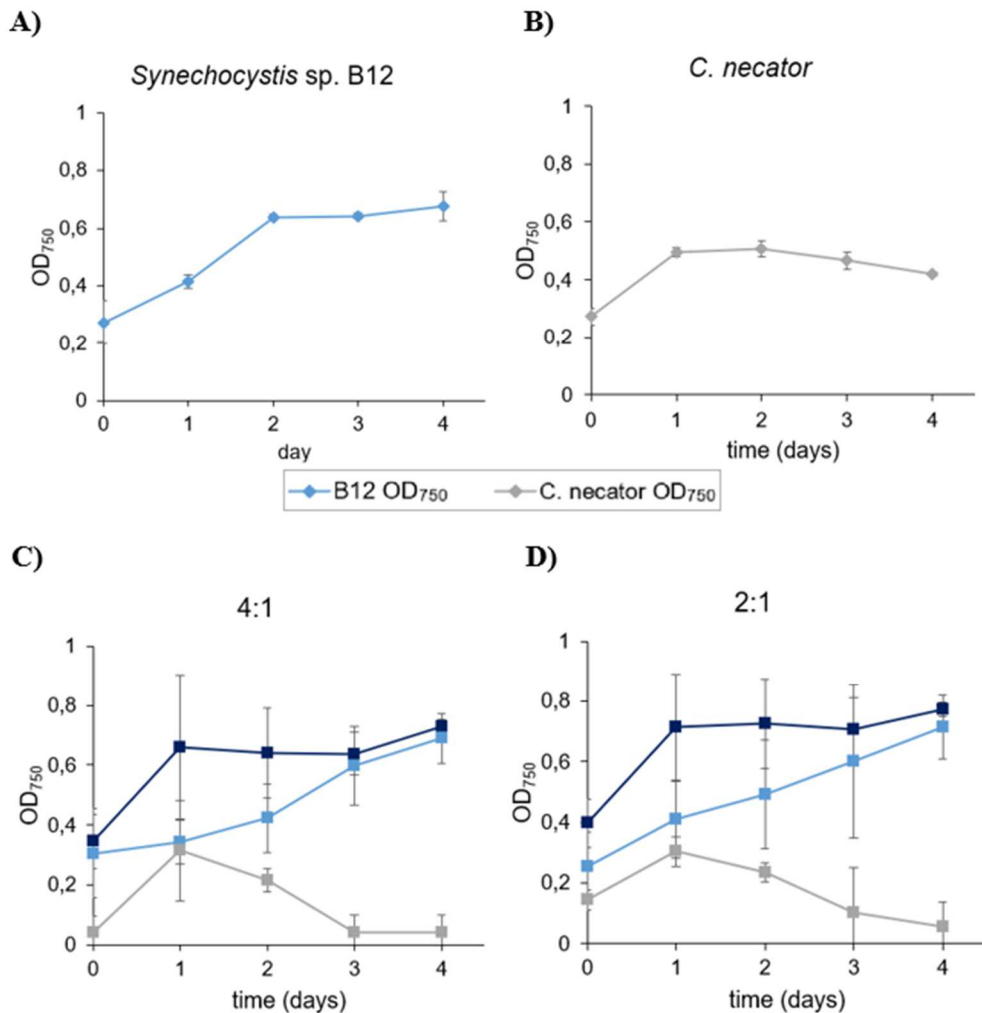 A)
Synechocystis sp. B12
1
0,8
0,6
0,4
0,2
0
OD750
0 1 2 3 4
day
B)
C. necator
1
0,8
0,6
0,4
0,2
0
OD750
0 1 2 3 4
time (days)
B12 OD750 C. necator OD750
C)
4:1
1
0,8
0,6
0,4
0,2
0
OD750
0 1 2 3 4
time (days)
D)
2:1
1
0,8
0,6
0,4
0,2
0
OD750
0 1 2 3 4
time (days)